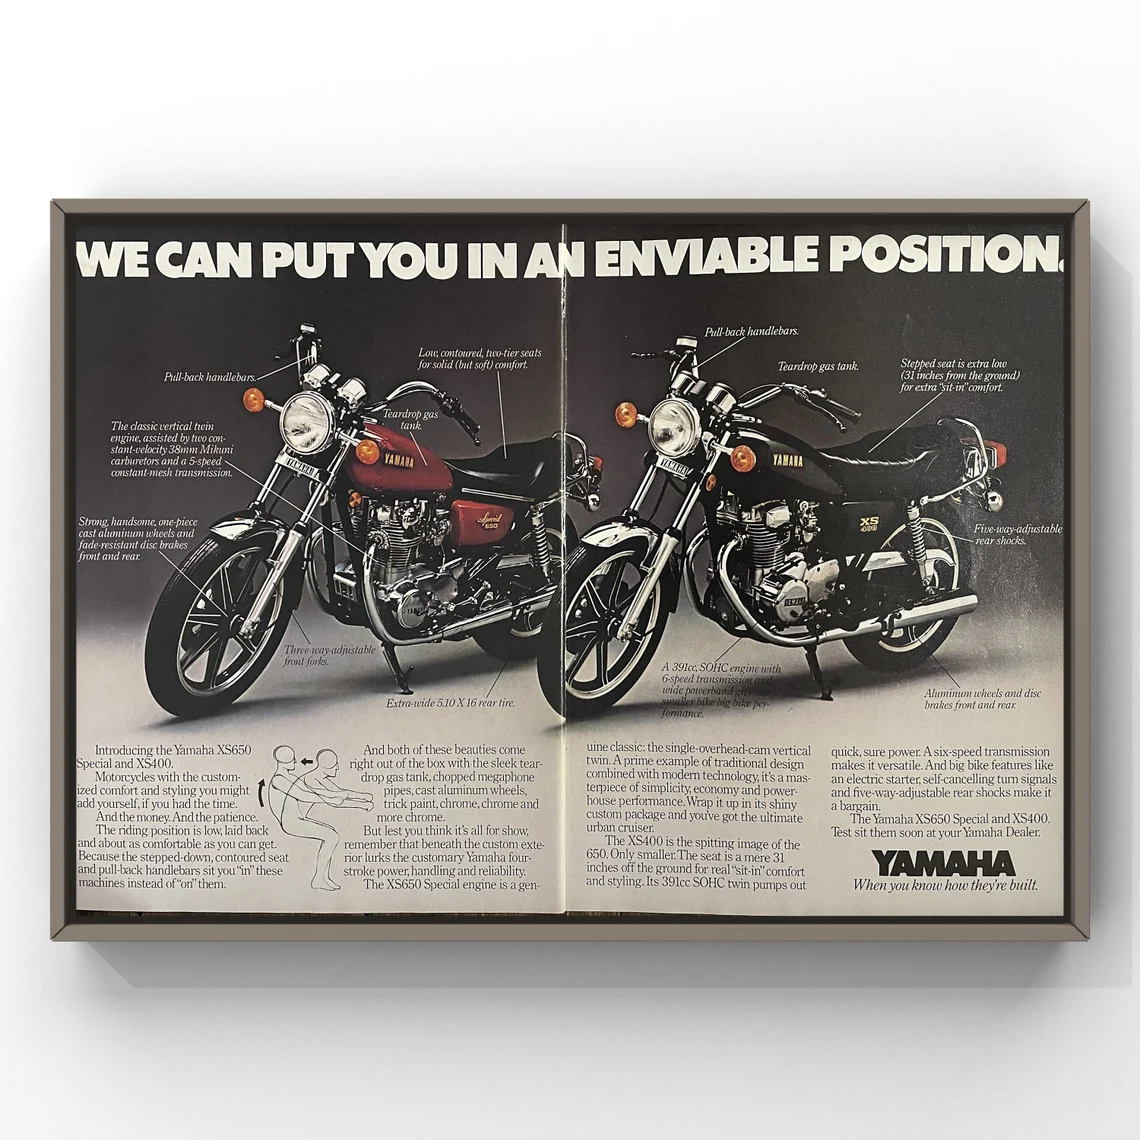 WE CAN PUT YOU IN AN ENVIABLE POSITION.
Pull-back handlebars.
Low, contoured, two-tier seats
for solid (but soft) comfort.
Teardrop gas
tank.
The classic vertical twin
engine, assisted by two con-
stant-velocity 38mm Mikuni
carburetors and a 5-speed
constant-mesh transmission.
Strong, handsome, one-piece
cast aluminum wheels and
fade-resistant disc brakes
front and rear.
Three-way-adjustable
front forks.
Extra-wide 5.10 X 16 rear tire.
YAMAHA
YAMAHA
Special
650
YAMAHA
Pull-back handlebars.
Teardrop gas tank.
Stepped seat is extra low
(31 inches from the ground)
for extra "sit-in" comfort.
Five-way-adjustable
rear shocks.
A 391cc, SOHC engine with
6-speed transmission and
wide powerband gives our
smaller bike big bike per-
formance.
Aluminum wheels and disc
brakes front and rear.
YAMAHA
YAMAHA
XS
400
YAMAHA
Introducing the Yamaha XS650
Special and XS400.
Motorcycles with the custom-
ized comfort and styling you might
add yourself, if you had the time.
And the money. And the patience.
The riding position is low, laid back
and about as comfortable as you can get.
Because the stepped-down, contoured seat
and pull-back handlebars sit you "in" these
machines instead of "on" them.
And both of these beauties come
right out of the box with the sleek tear-
drop gas tank, chopped megaphone
pipes, cast aluminum wheels,
trick paint, chrome, chrome and
more chrome.
But lest you think it's all for show,
remember that beneath the custom exte-
rior lurks the customary Yamaha four-
stroke power, handling and reliability.
The XS650 Special engine is a gen-
uine classic: the single-overhead-cam vertical
twin. A prime example of traditional design
combined with modern technology, it's a mas-
terpiece of simplicity, economy and power-
house performance. Wrap it up in its shiny
custom package and you've got the ultimate
urban cruiser.
The XS400 is the spitting image of the
650. Only smaller. The seat is a mere 31
inches off the ground for real "sit-in" comfort
and styling. Its 391cc SOHC twin pumps out
quick, sure power. A six-speed transmission
makes it versatile. And big bike features like
an electric starter, self-cancelling turn signals
and five-way-adjustable rear shocks make it
a bargain.
The Yamaha XS650 Special and XS400.
Test sit them soon at your Yamaha Dealer.
YAMAHA
When you know how they're built.